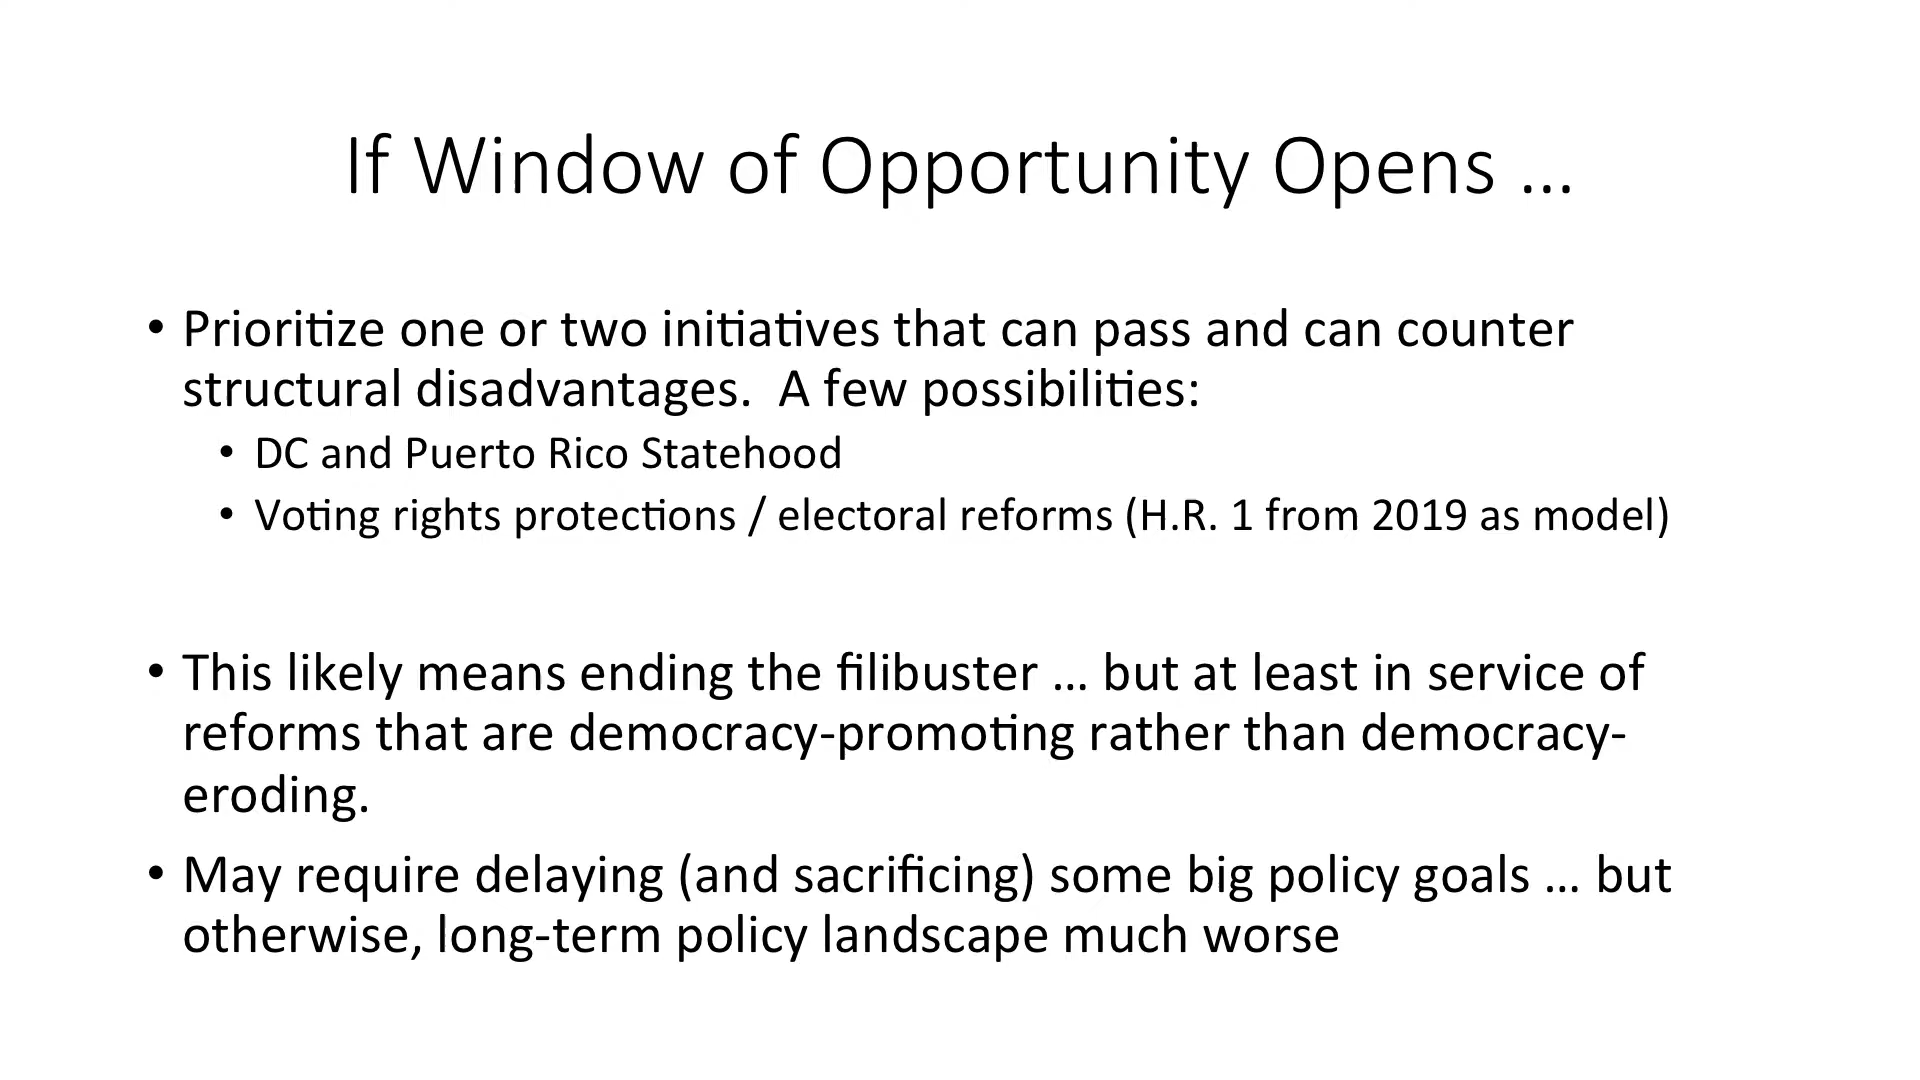 If Window of Opportunity Opens …
• Prioritize one or two initiatives that can pass and can counter
structural disadvantages.  A few possibilities:
• DC and Puerto Rico Statehood
• Voting rights protections / electoral reforms (H.R. 1 from 2019 as model)
• This likely means ending the filibuster … but at least in service of
reforms that are democracy-promoting rather than democracy-
eroding.
• May require delaying (and sacrificing) some big policy goals … but
otherwise, long-term policy landscape much worse